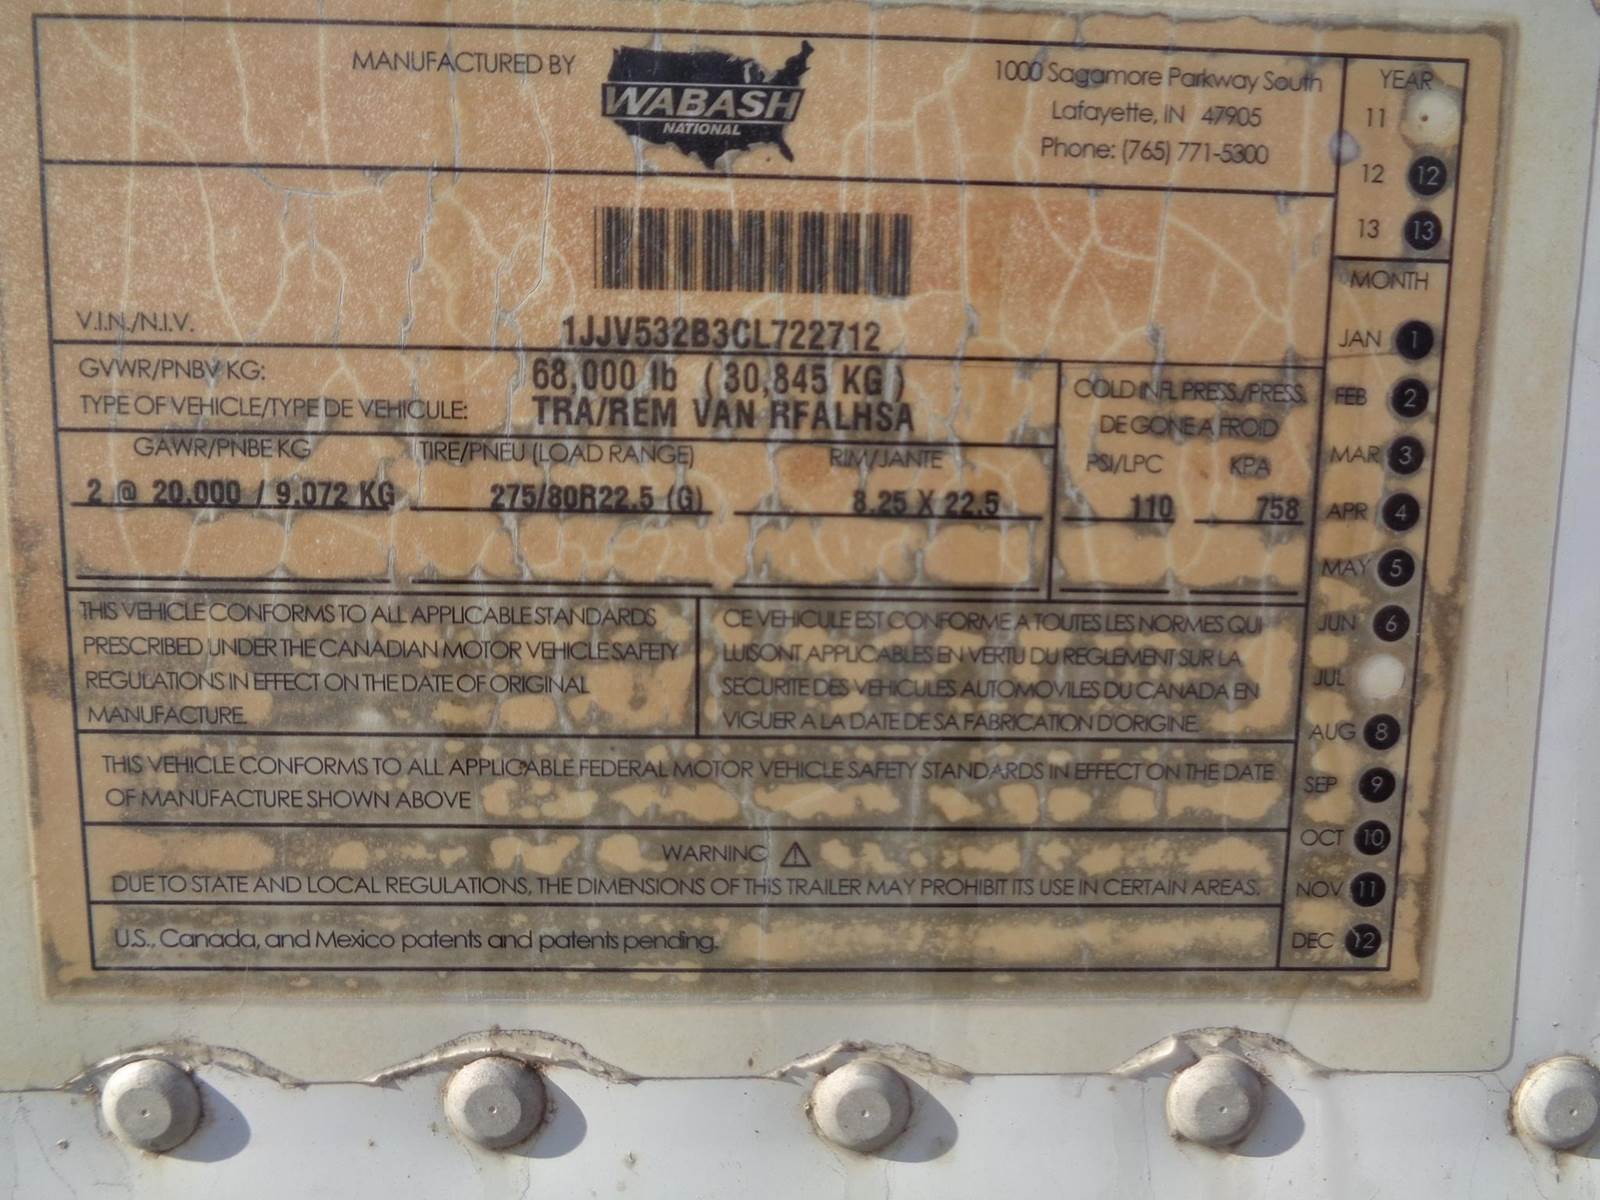 MANUFACTURED BY
WABASH
NATIONAL
1000 Sagamore Parkway South
Lafayette, IN 47905
Phone: (765) 771-5300
YEAR
11
12 12
13 13
V.I.N./N.I.V. 1JJV532B3CL722712
GVWR/PNBV KG: 68,000 lb (30,845 KG)
TYPE OF VEHICLE/TYPE DE VEHICULE: TRA/REM VAN RFALHSA
COLD INFL PRESS./PRESS.
DE GONE A FROID
GAWR/PNBE KG TIRE/PNEU (LOAD RANGE) RIM/JANTE PSI/LPC KPA
2 @ 20.000 / 9.072 KG 275/80R22.5 (G) 8.25 X 22.5 110 758
THIS VEHICLE CONFORMS TO ALL APPLICABLE STANDARDS
PRESCRIBED UNDER THE CANADIAN MOTOR VEHICLE SAFETY
REGULATIONS IN EFFECT ON THE DATE OF ORIGINAL
MANUFACTURE.
CE VEHICULE EST CONFORME A TOUTES LES NORMES QUI
LUISONT APPLICABLES EN VERTU DU REGLEMENT SUR LA
SECURITE DES VEHICULES AUTOMOVILES DU CANADA EN
VIGUER A LA DATE DE SA FABRICATION D'ORIGINE.
THIS VEHICLE CONFORMS TO ALL APPLICABLE FEDERAL MOTOR VEHICLE SAFETY STANDARDS IN EFFECT ON THE DATE
OF MANUFACTURE SHOWN ABOVE
WARNING
DUE TO STATE AND LOCAL REGULATIONS, THE DIMENSIONS OF THIS TRAILER MAY PROHIBIT ITS USE IN CERTAIN AREAS.
U.S., Canada, and Mexico patents and patents pending.
MONTH
JAN 1
FEB 2
MAR 3
APR 4
MAY 5
JUN 6
JUL
AUG 8
SEP 9
OCT 10
NOV 11
DEC 12